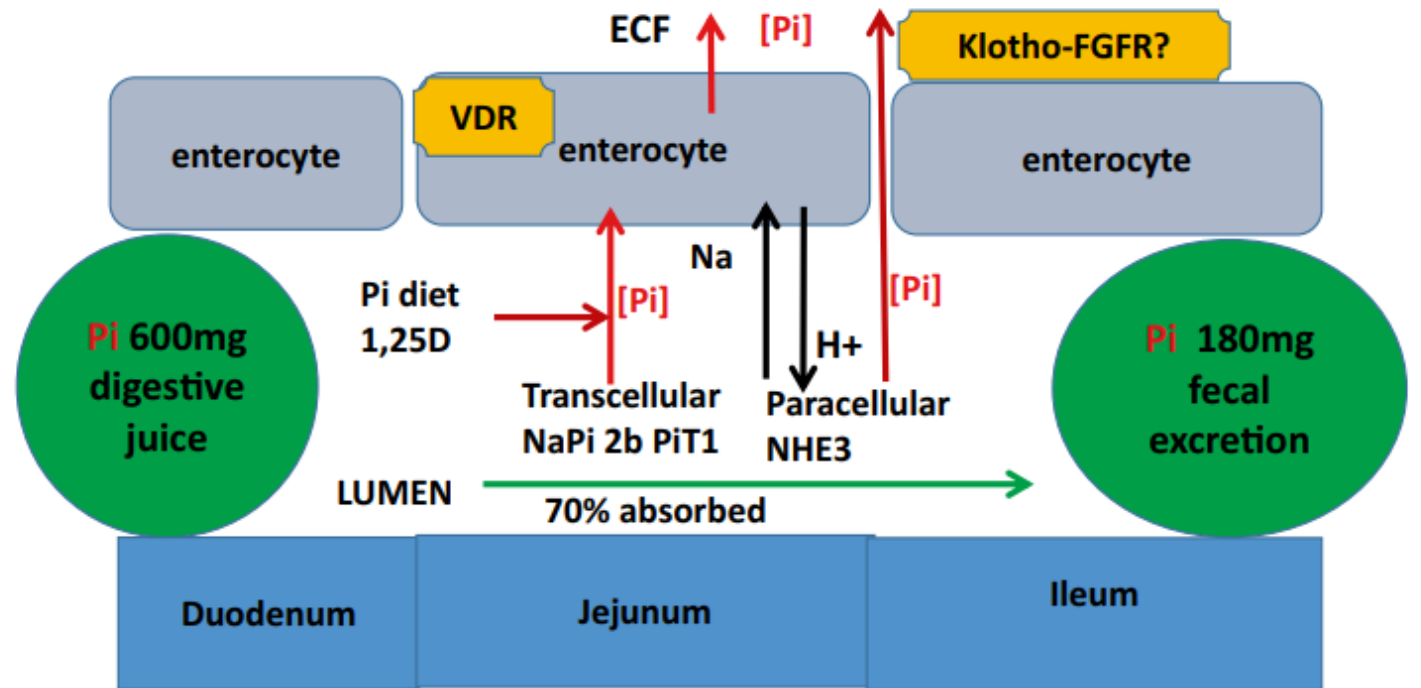 ECF
[Pi]
Klotho-FGFR?
VDR
enterocyte
enterocyte
enterocyte
Na
Pi diet
1,25D
[Pi]
[Pi]
H+
Pi 600mg
digestive
juice
Pi 180mg
fecal
excretion
Transcellular
NaPi 2b PiT1
Paracellular
NHE3
LUMEN
70% absorbed
Duodenum
Jejunum
Ileum